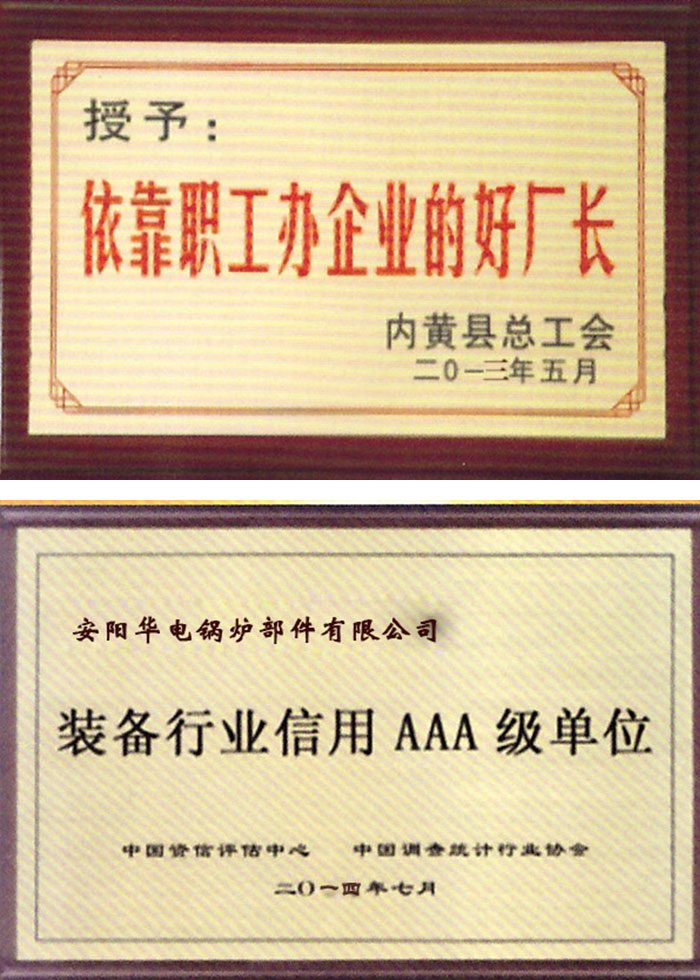 授予：
依靠职工办企业的好厂长
内黄县总工会
二0一三年五月
安阳华电锅炉部件有限公司
装备行业信用AAA级单位
中国资信评估中心 中国调查统计行业协会
二〇一四年七月